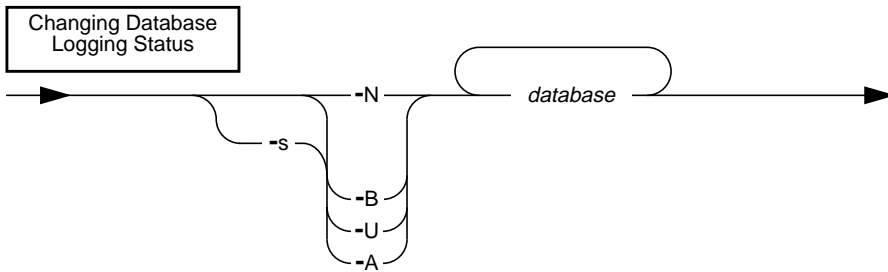 Changing Database
Logging Status
-N
database
-s
-B
-U
-A